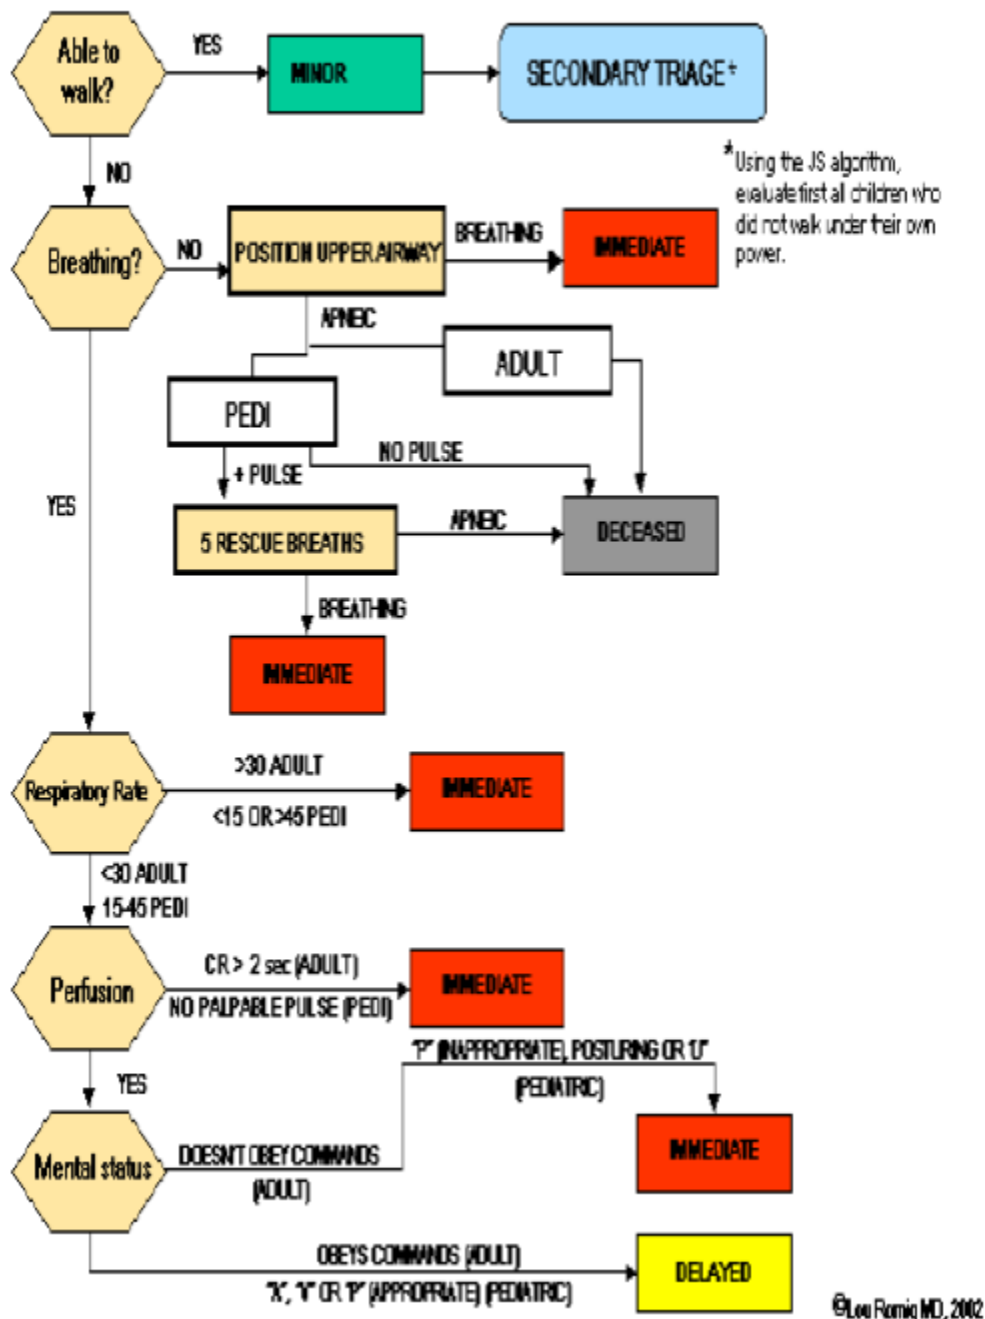 Able to
walk?
YES
MINOR
SECONDARY TRIAGE*
NO
*Using the JS algorithm,
evaluate first all children who
did not walk under their own
power.
Breathing?
NO
POSITION UPPER AIRWAY
BREATHING
IMMEDIATE
APNEIC
ADULT
PEDI
NO PULSE
+ PULSE
YES
5 RESCUE BREATHS
APNEIC
DECEASED
BREATHING
IMMEDIATE
Respiratory Rate
>30 ADULT
<15 OR >45 PEDI
IMMEDIATE
<30 ADULT
15-45 PEDI
Perfusion
CR > 2 sec (ADULT)
NO PALPABLE PULSE (PEDI)
IMMEDIATE
"P" (INAPPROPRIATE), POSTURING OR "U"
(PEDIATRIC)
YES
Mental status
DOESN'T OBEY COMMANDS
(ADULT)
IMMEDIATE
OBEYS COMMANDS (ADULT)
"A", "V" OR "P" (APPROPRIATE) (PEDIATRIC)
DELAYED
©Lou Romig MD, 2002